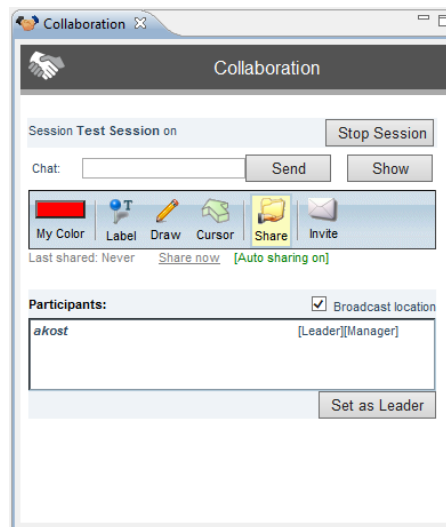 Collaboration
Collaboration
Session Test Session on
Stop Session
Chat:
Send
Show
T
My Color
Label
Draw
Cursor
Share
Invite
Last shared: Never Share now [Auto sharing on]
Participants:
Broadcast location
akost [Leader][Manager]
Set as Leader